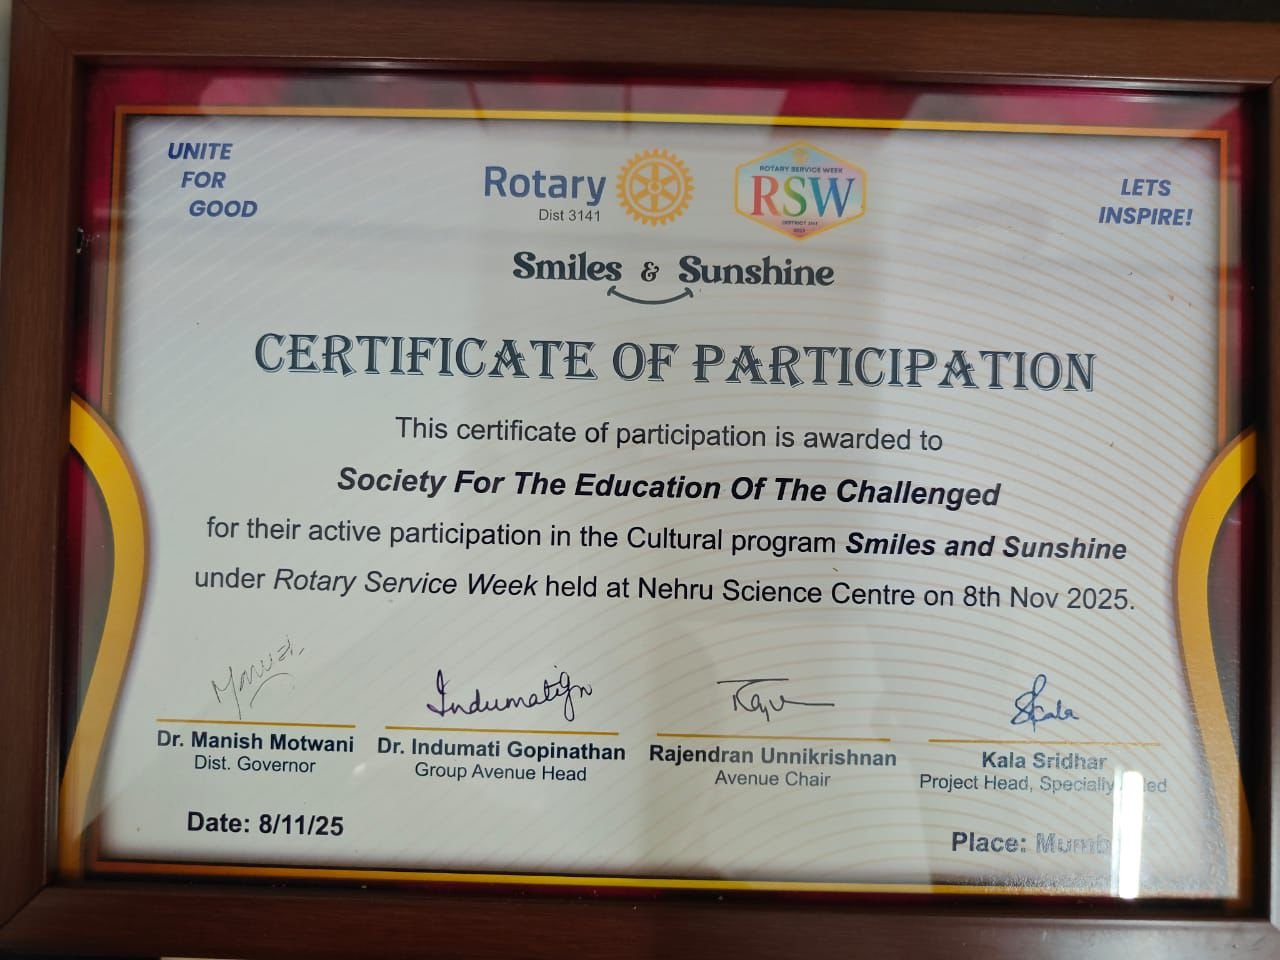 UNITE
FOR
GOOD
Rotary
Dist 3141
ROTARY SERVICE WEEK
RSW
LETS
INSPIRE!
Smiles & Sunshine
CERTIFICATE OF PARTICIPATION
This certificate of participation is awarded to
Society For The Education Of The Challenged
for their active participation in the Cultural program Smiles and Sunshine
under Rotary Service Week held at Nehru Science Centre on 8th Nov 2025.
Indumatign
Dr. Manish Motwani
Dist. Governor
Dr. Indumati Gopinathan
Group Avenue Head
Rajendran Unnikrishnan
Avenue Chair
Kala Sridhar
Project Head, Specially
Date: 8/11/25
Place: